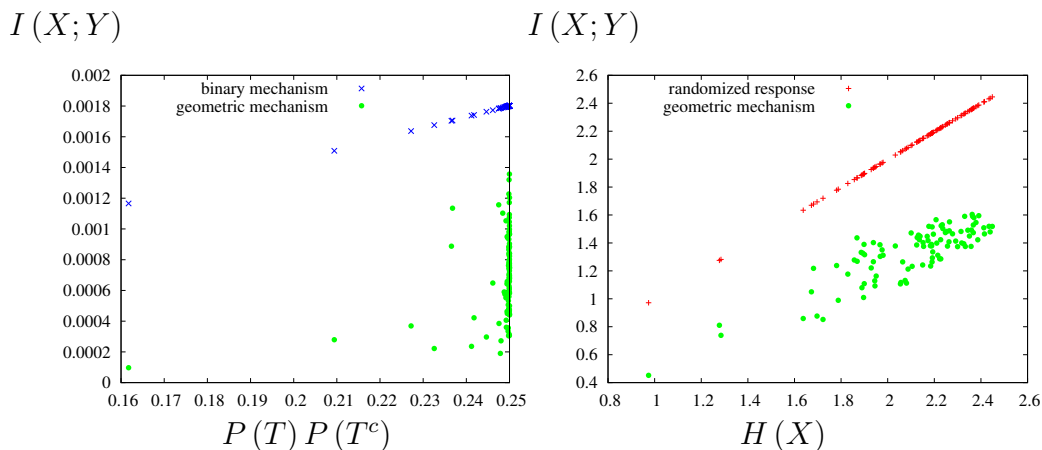 I (X; Y)
binary mechanism
geometric mechanism
0.002
0.0018
0.0016
0.0014
0.0012
0.001
0.0008
0.0006
0.0004
0.0002
0
0.16 0.17 0.18 0.19 0.2 0.21 0.22 0.23 0.24 0.25
P (T) P (Tᶜ)
I (X; Y)
randomized response
geometric mechanism
2.6
2.4
2.2
2
1.8
1.6
1.4
1.2
1
0.8
0.6
0.4
1 1.2 1.4 1.6 1.8 2 2.2 2.4 2.6
H (X)